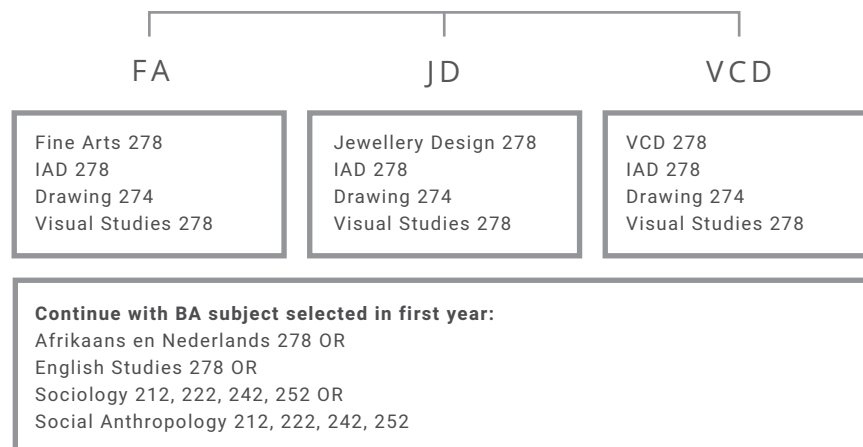 FA
JD
VCD
Fine Arts 278
IAD 278
Drawing 274
Visual Studies 278
Jewellery Design 278
IAD 278
Drawing 274
Visual Studies 278
VCD 278
IAD 278
Drawing 274
Visual Studies 278
Continue with BA subject selected in first year:
Afrikaans en Nederlands 278 OR
English Studies 278 OR
Sociology 212, 222, 242, 252 OR
Social Anthropology 212, 222, 242, 252